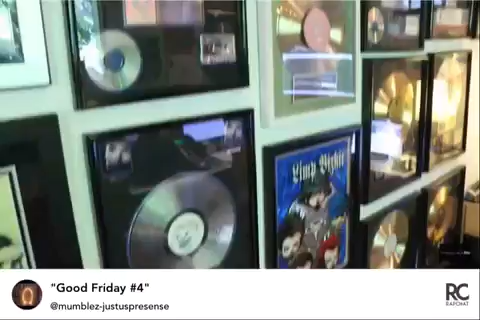 Limp Bizkit
"Good Friday #4"
@mumblez-justuspresense
RC
RAPCHAT